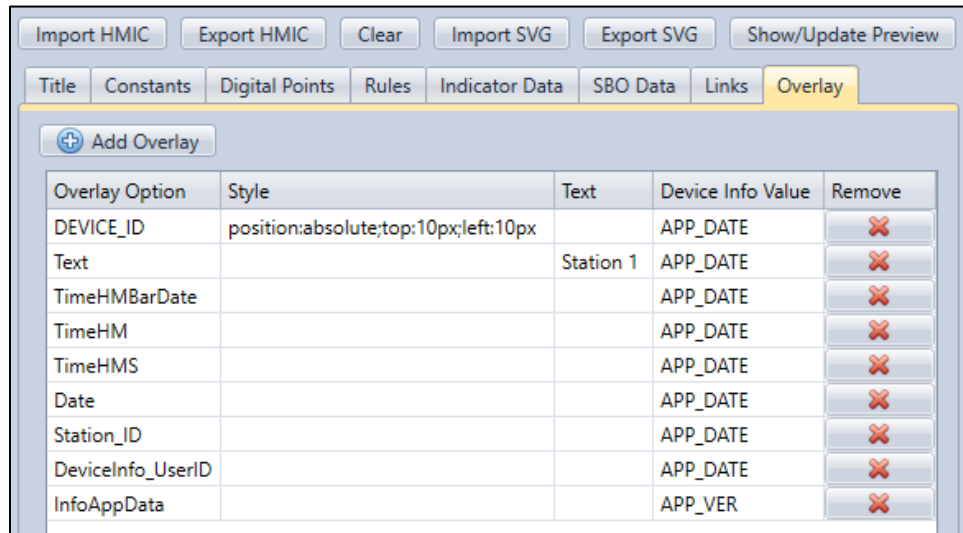 Import HMIC Export HMIC Clear Import SVG Export SVG Show/Update Preview
Title Constants Digital Points Rules Indicator Data SBO Data Links Overlay
Add Overlay
Overlay Option Style Text Device Info Value Remove
DEVICE_ID position:absolute;top:10px;left:10px APP_DATE
Text Station 1 APP_DATE
TimeHMBarDate APP_DATE
TimeHM APP_DATE
TimeHMS APP_DATE
Date APP_DATE
Station_ID APP_DATE
DeviceInfo_UserID APP_DATE
InfoAppData APP_VER